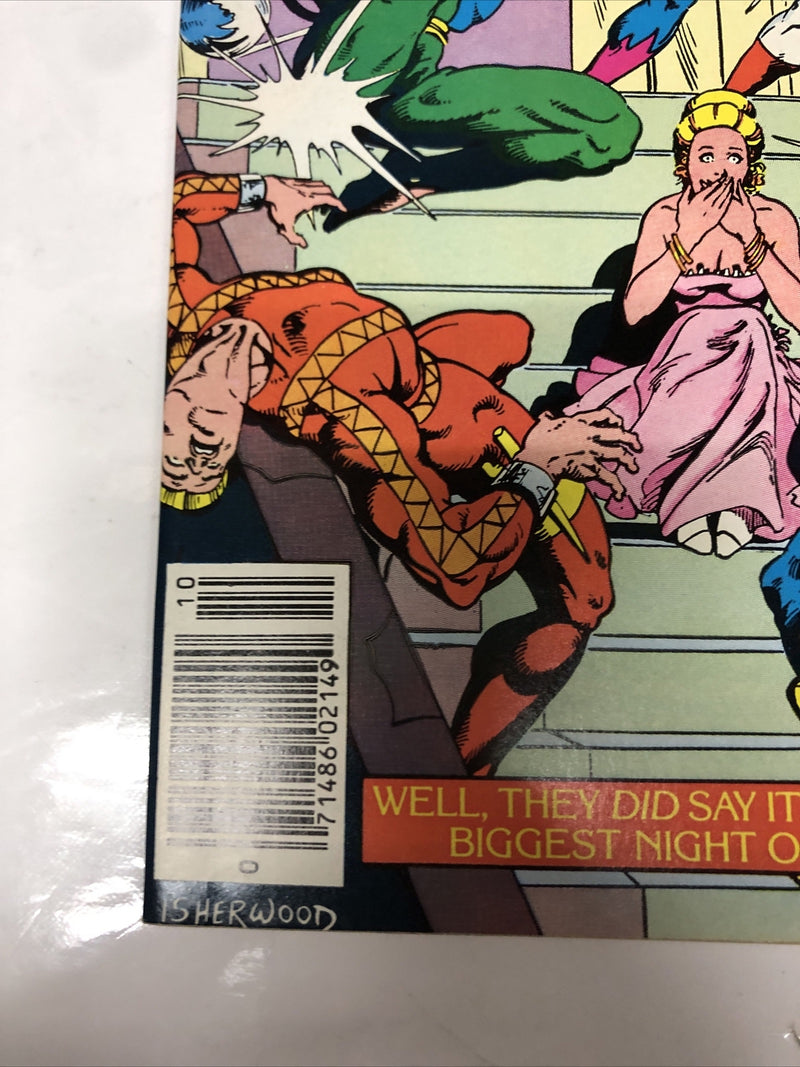 10
71486 02149
0
WELL, THEY DID SAY IT
BIGGEST NIGHT O
ISHERWOOD